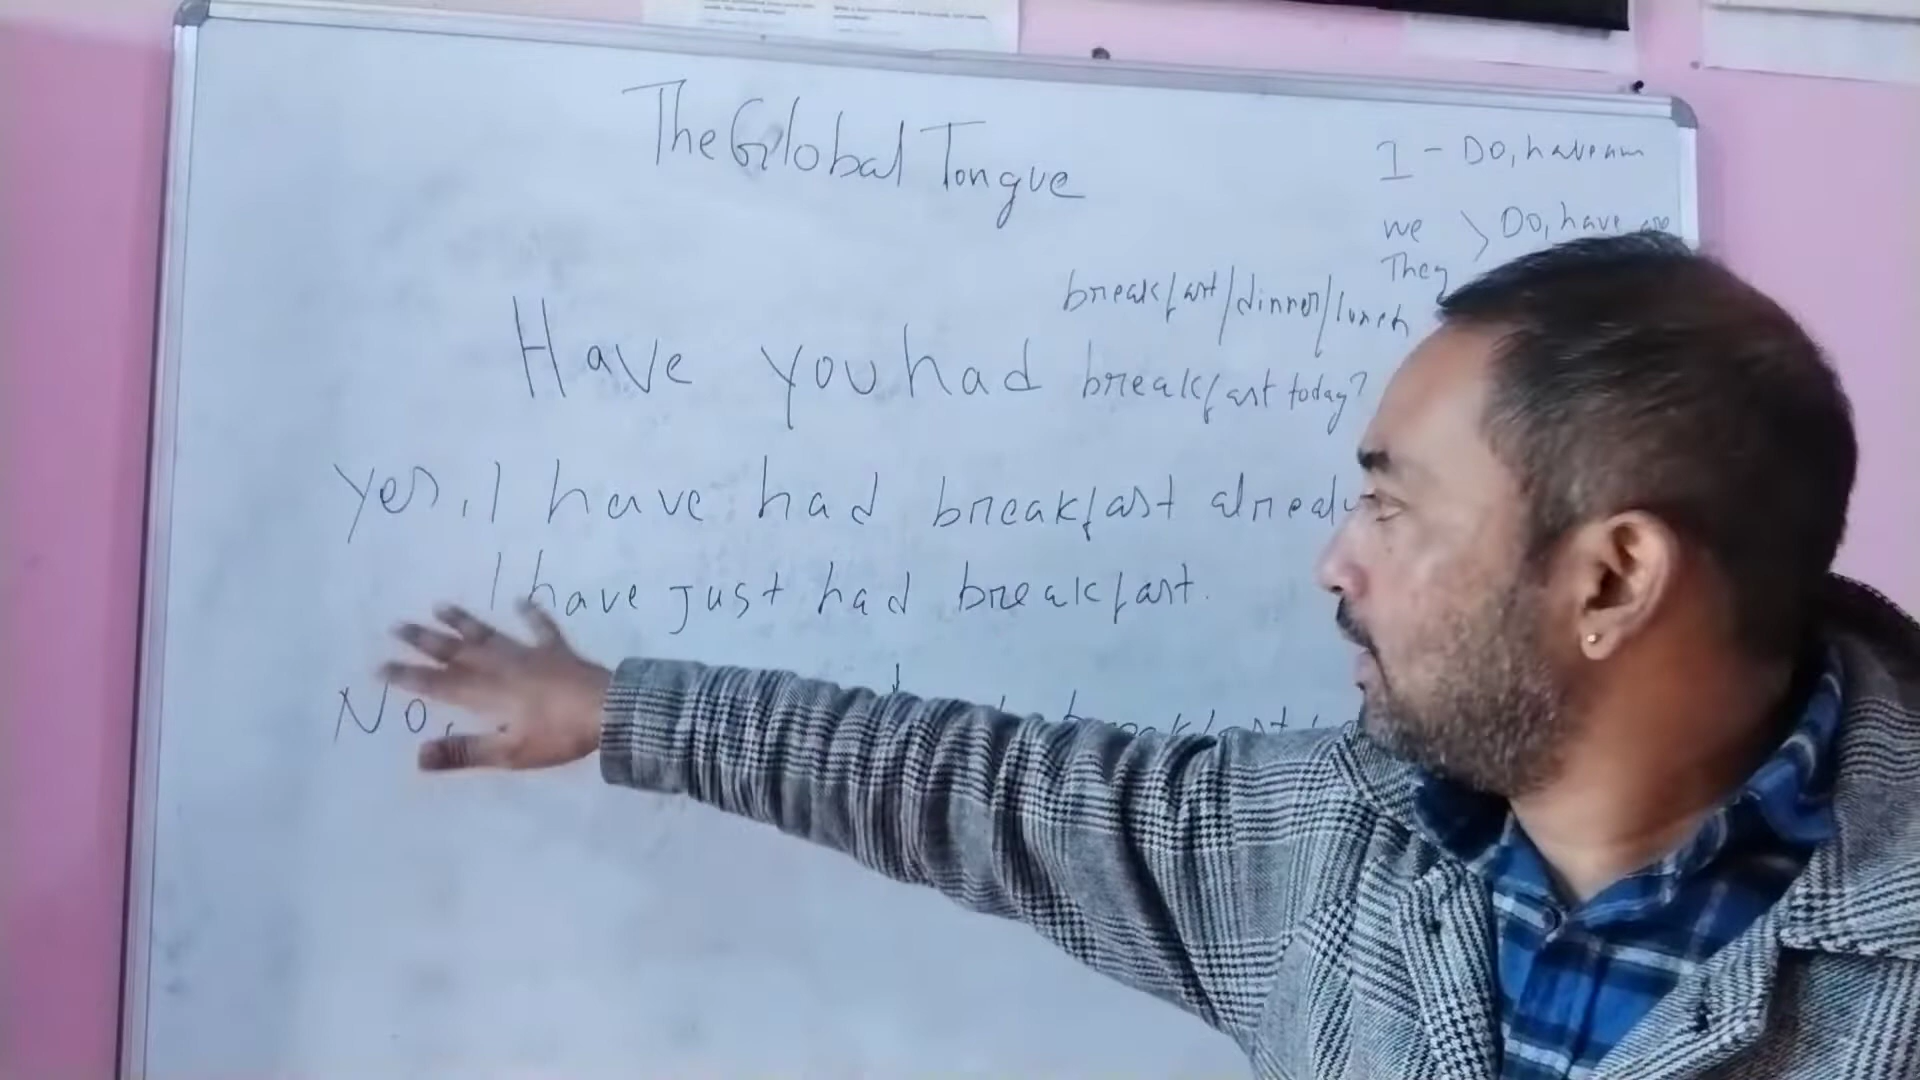 The Global Tongue
I - Do, have am
we > Do, have are
They
breakfast/dinner/lunch
Have you had breakfast today?
Yes, I have had breakfast already
I have just had breakfast.
No, breakfast